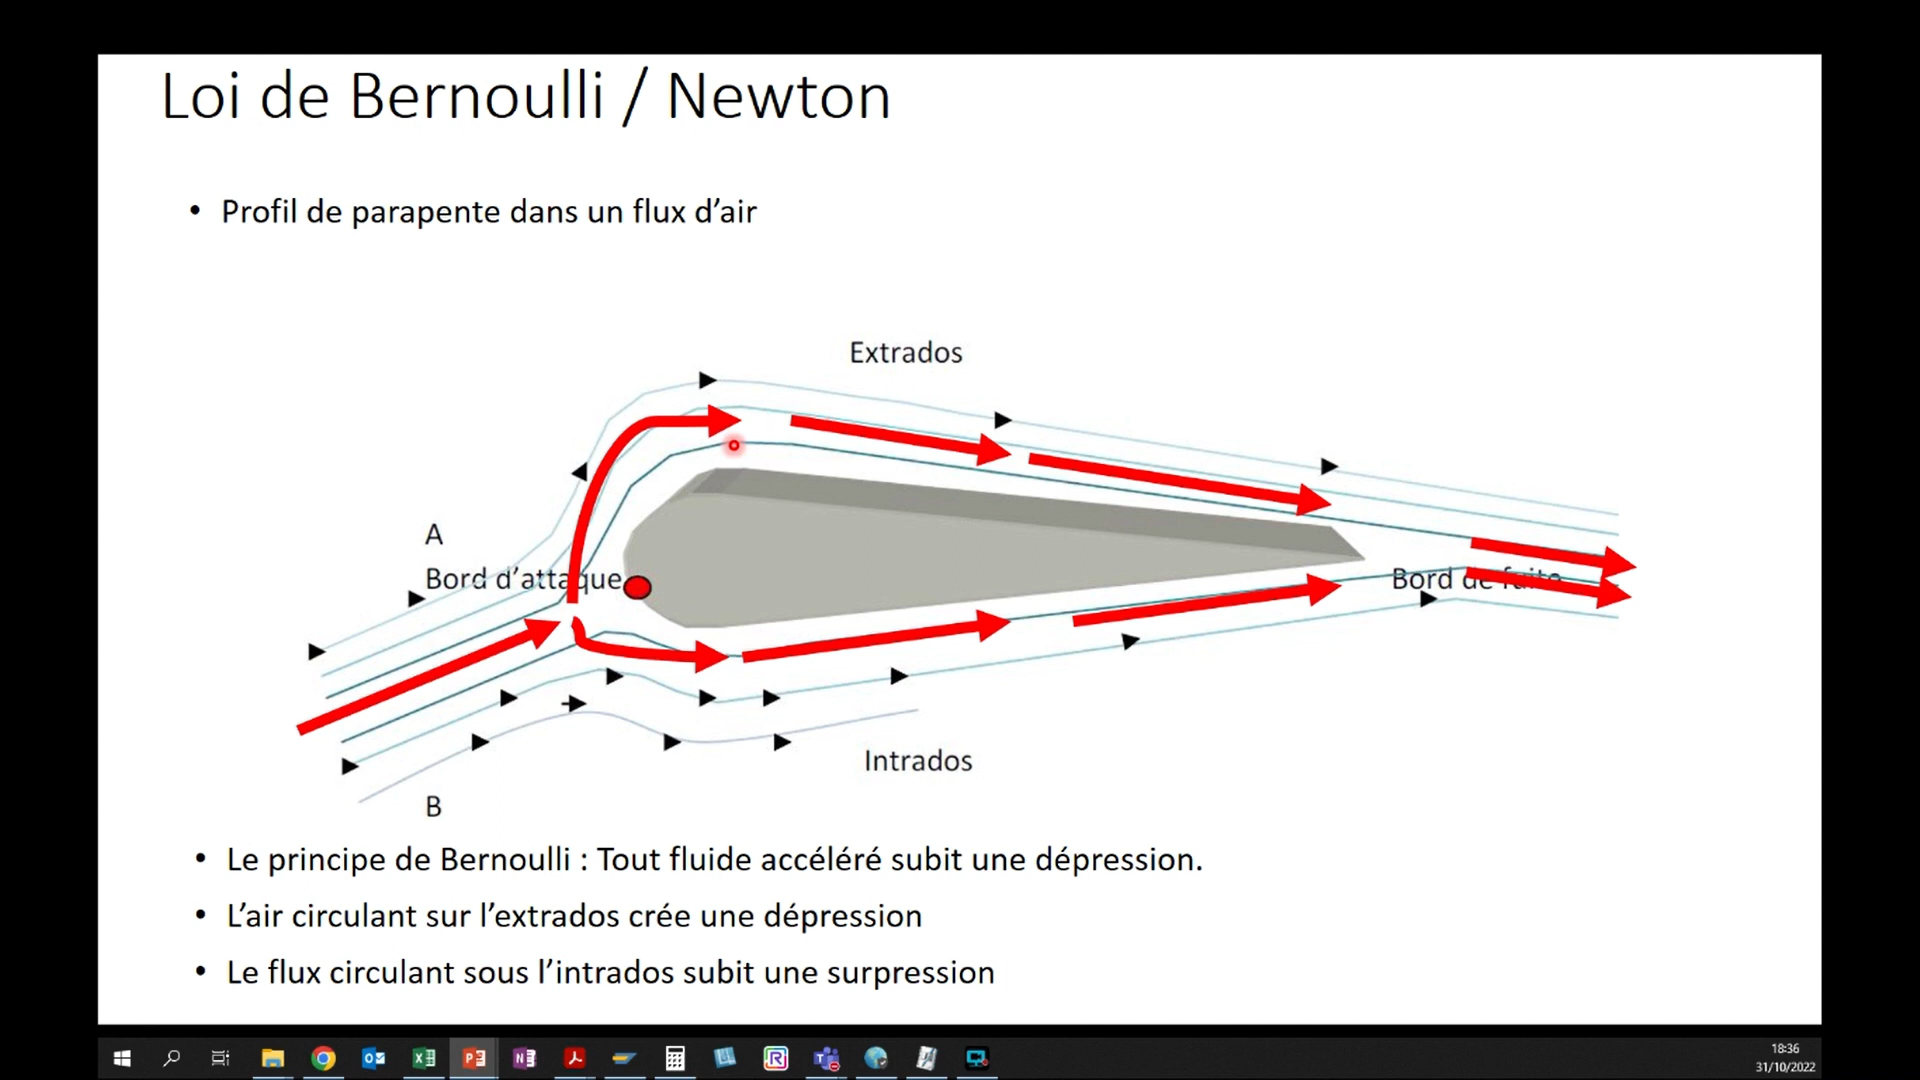 Loi de Bernoulli / Newton
• Profil de parapente dans un flux d’air
Extrados
A
Bord d’attaque
Bord de fuite
Intrados
B
• Le principe de Bernoulli : Tout fluide accéléré subit une dépression.
• L’air circulant sur l’extrados crée une dépression
• Le flux circulant sous l’intrados subit une surpression
18:36
31/10/2022